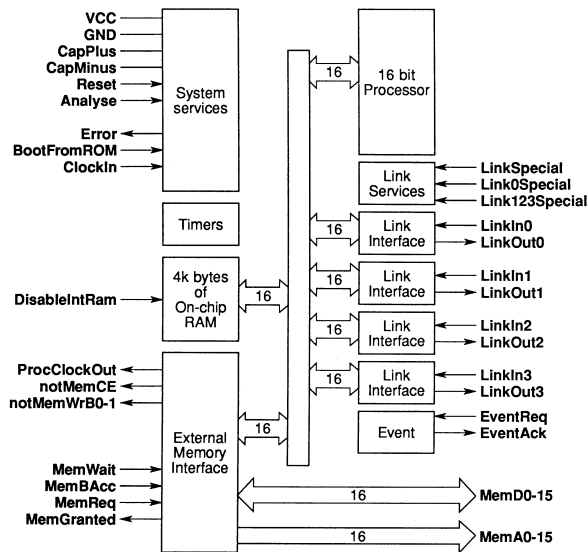 VCC
GND
CapPlus
CapMinus
Reset
Analyse
Error
BootFromROM
ClockIn
System
services
16
16 bit
Processor
Link
Services
LinkSpecial
Link0Special
Link123Special
Timers
16
Link
Interface
LinkIn0
LinkOut0
DisableIntRam
4k bytes
of
On-chip
RAM
16
16
Link
Interface
LinkIn1
LinkOut1
16
Link
Interface
LinkIn2
LinkOut2
16
Link
Interface
LinkIn3
LinkOut3
ProcClockOut
notMemCE
notMemWrB0-1
External
Memory
Interface
16
Event
EventReq
EventAck
MemWait
MemBAcc
MemReq
MemGranted
16
MemD0-15
16
MemA0-15